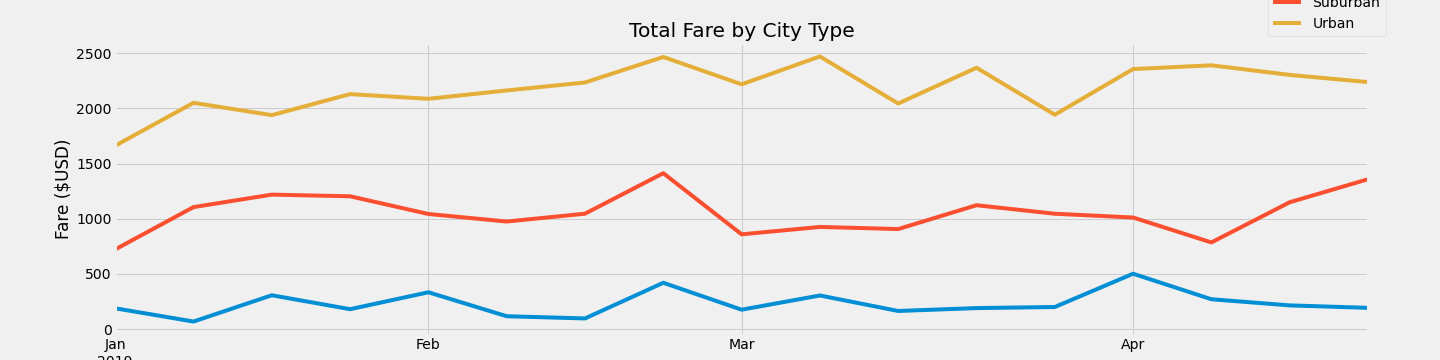 Suburban
Urban
Total Fare by City Type
Fare ($USD)
2500
2000
1500
1000
500
0
Jan
Feb
Mar
Apr
2019